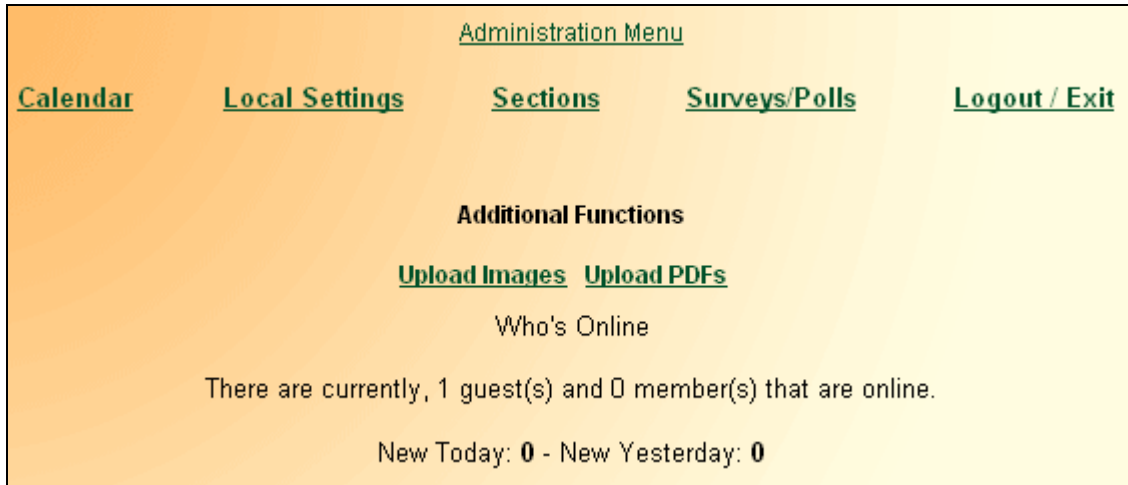 Administration Menu
Calendar Local Settings Sections Surveys/Polls Logout / Exit
Additional Functions
Upload Images Upload PDFs
Who's Online
There are currently, 1 guest(s) and 0 member(s) that are online.
New Today: 0 - New Yesterday: 0